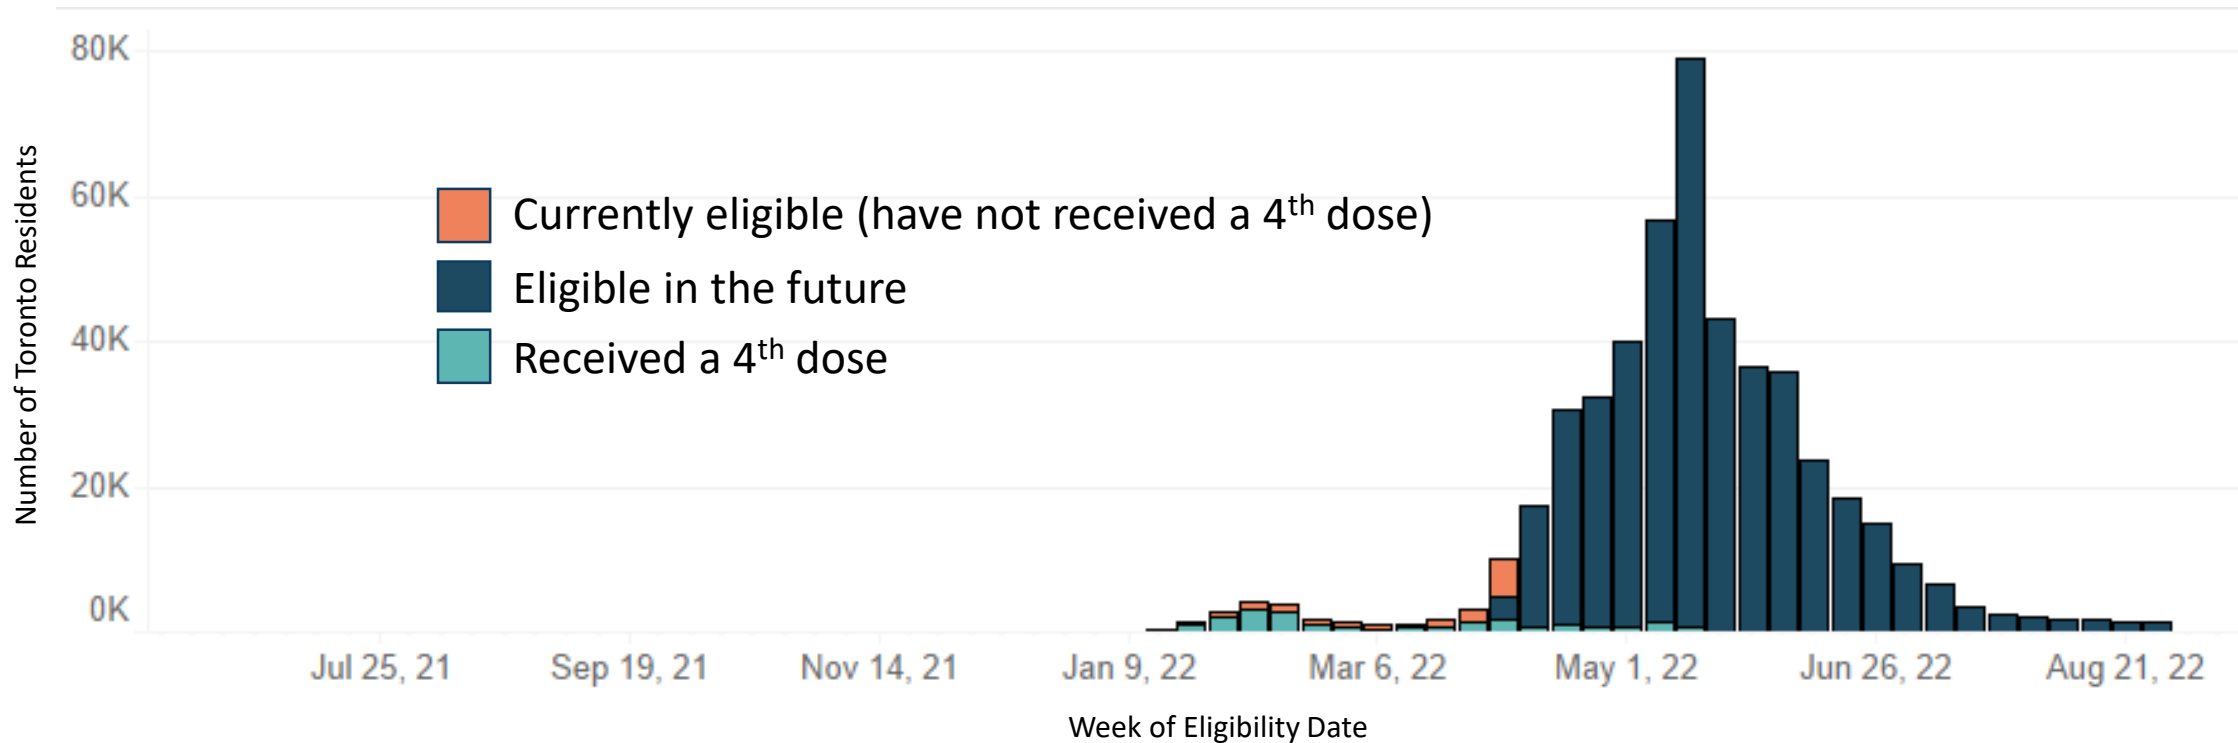 80K
60K
40K
20K
0K
Number of Toronto Residents
Currently eligible (have not received a 4th dose)
Eligible in the future
Received a 4th dose
Jul 25, 21
Sep 19, 21
Nov 14, 21
Jan 9, 22
Mar 6, 22
May 1, 22
Jun 26, 22
Aug 21, 22
Week of Eligibility Date